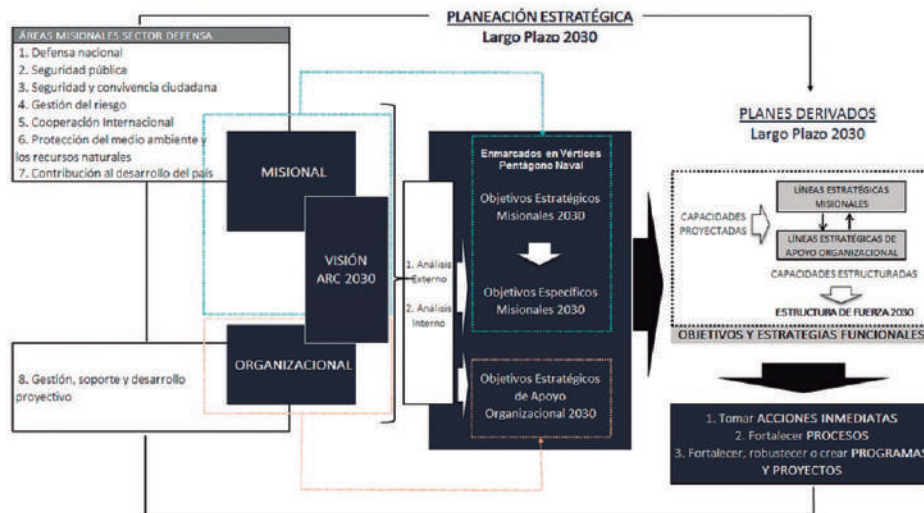 PLANEACIÓN ESTRATÉGICA
Largo Plazo 2030
ÁREAS MISIONALES SECTOR DEFENSA
1. Defensa nacional
2. Seguridad pública
3. Seguridad y convivencia ciudadana
4. Gestión del riesgo
5. Cooperación Internacional
6. Protección del medio ambiente y
los recursos naturales
7. Contribución al desarrollo del país
8. Gestión, soporte y desarrollo
proyectivo
MISIONAL
VISIÓN
ARC 2030
ORGANIZACIONAL
1. Análisis
Externo
2. Análisis
Interno
Enmarcados en Vértices
Pentágono Naval
Objetivos Estratégicos
Misionales 2030
Objetivos Específicos
Misionales 2030
Objetivos Estratégicos
de Apoyo
Organizacional 2030
PLANES DERIVADOS
Largo Plazo 2030
CAPACIDADES
PROYECTADAS
LÍNEAS ESTRATÉGICAS
MISIONALES
LÍNEAS ESTRATÉGICAS DE
APOYO ORGANIZACIONAL
CAPACIDADES ESTRUCTURADAS
ESTRUCTURA DE FUERZA 2030
OBJETIVOS Y ESTRATEGIAS FUNCIONALES
1. Tomar ACCIONES INMEDIATAS
2. Fortalecer PROCESOS
3. Fortalecer, robustecer o crear PROGRAMAS
Y PROYECTOS